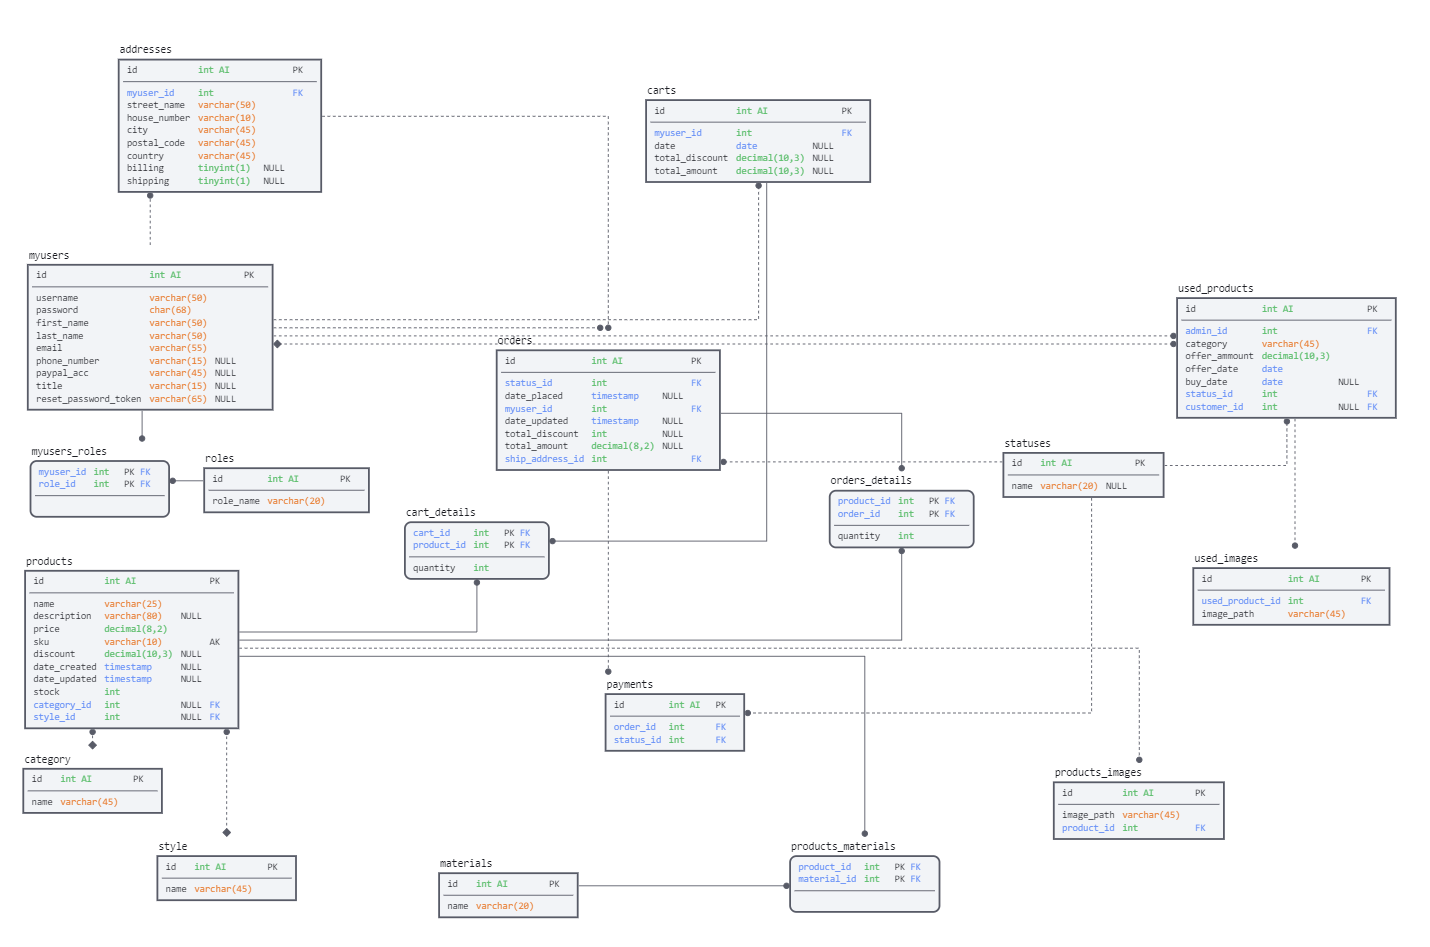 addresses
id int AI PK
myuser_id int FK
street_name varchar(50)
house_number varchar(10)
city varchar(45)
postal_code varchar(45)
country varchar(45)
billing tinyint(1) NULL
shipping tinyint(1) NULL
carts
id int AI PK
myuser_id int FK
date date NULL
total_discount decimal(10,3) NULL
total_amount decimal(10,3) NULL
myusers
id int AI PK
username varchar(50)
password char(68)
first_name varchar(50)
last_name varchar(50)
email varchar(55)
phone_number varchar(15) NULL
paypal_acc varchar(45) NULL
title varchar(15) NULL
reset_password_token varchar(65) NULL
used_products
id int AI PK
admin_id int FK
category varchar(45)
offer_ammount decimal(10,3)
offer_date date
buy_date date NULL
status_id int FK
customer_id int NULL FK
orders
id int AI PK
status_id int FK
date_placed timestamp NULL
myuser_id int FK
date_updated timestamp NULL
total_discount int NULL
total_amount decimal(8,2) NULL
ship_address_id int FK
statuses
id int AI PK
name varchar(20) NULL
myusers_roles
myuser_id int PK FK
role_id int PK FK
roles
id int AI PK
role_name varchar(20)
orders_details
product_id int PK FK
order_id int PK FK
quantity int
cart_details
cart_id int PK FK
product_id int PK FK
quantity int
used_images
id int AI PK
used_product_id int FK
image_path varchar(45)
products
id int AI PK
name varchar(25)
description varchar(80) NULL
price decimal(8,2)
sku varchar(10) AK
discount decimal(10,3) NULL
date_created timestamp NULL
date_updated timestamp NULL
stock int
category_id int NULL FK
style_id int NULL FK
payments
id int AI PK
order_id int FK
status_id int FK
category
id int AI PK
name varchar(45)
products_images
id int AI PK
image_path varchar(45)
product_id int FK
style
id int AI PK
name varchar(45)
materials
id int AI PK
name varchar(20)
products_materials
product_id int PK FK
material_id int PK FK